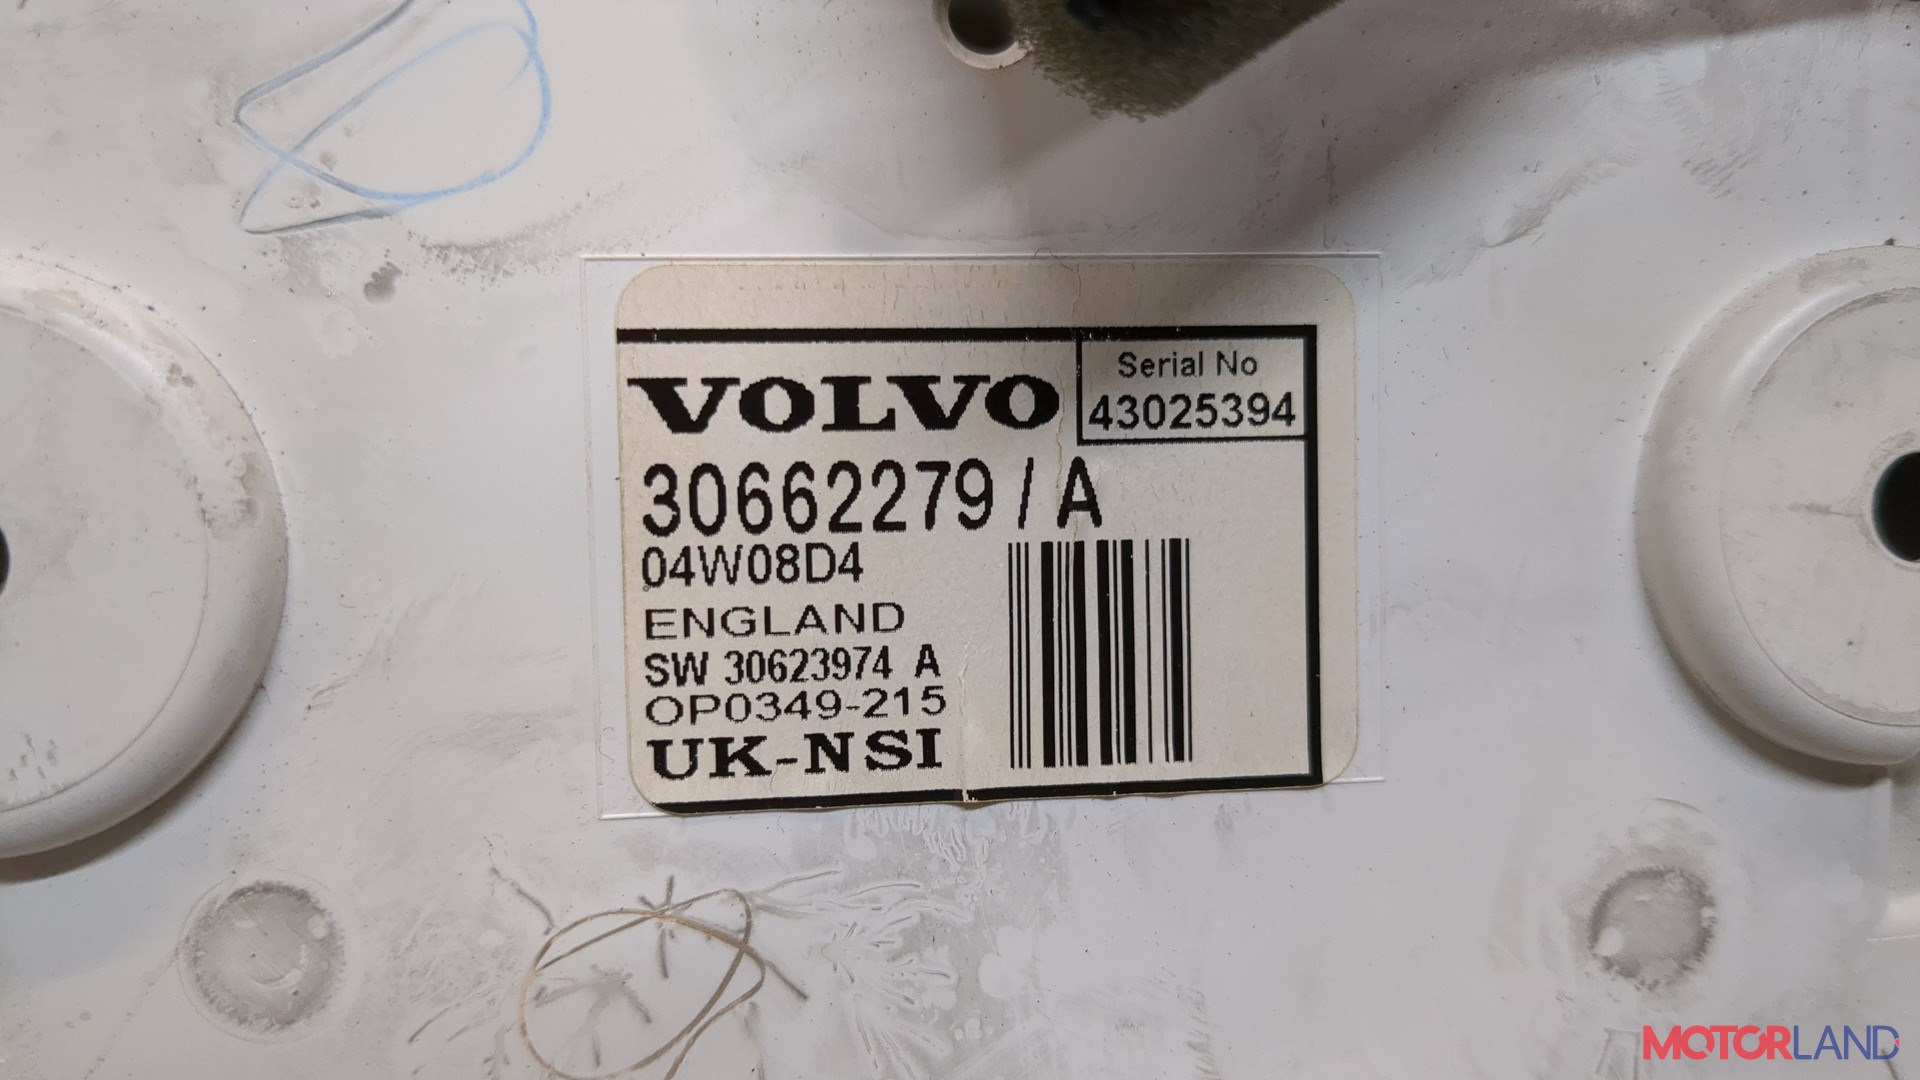 VOLVO
Serial No
43025394
30662279 / A
04W08D4
ENGLAND
SW 30623974 A
OP0349-215
UK-NSI
MOTORLAND